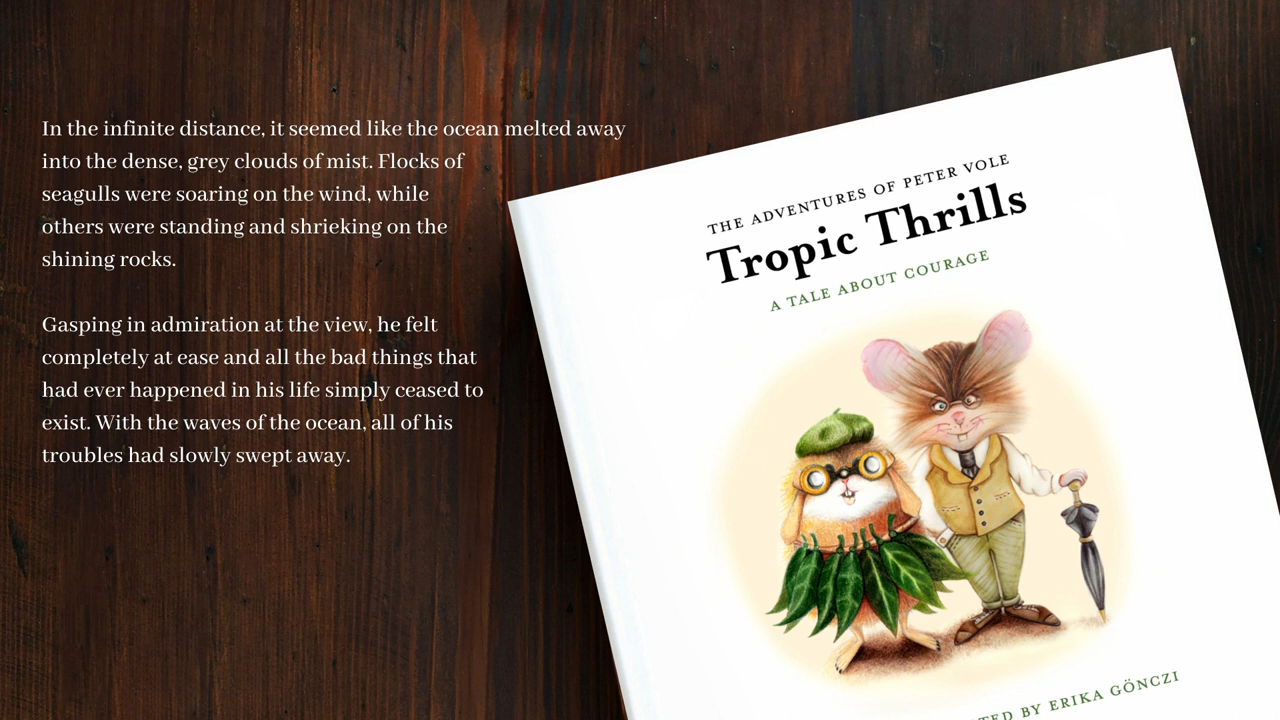 In the infinite distance, it seemed like the ocean melted away
into the dense, grey clouds of mist. Flocks of
seagulls were soaring on the wind, while
others were standing and shrieking on the
shining rocks.
Gasping in admiration at the view, he felt
completely at ease and all the bad things that
had ever happened in his life simply ceased to
exist. With the waves of the ocean, all of his
troubles had slowly swept away.
THE ADVENTURES OF PETER VOLE
Tropic Thrills
A TALE ABOUT COURAGE
BY ERIKA GÖNCZI